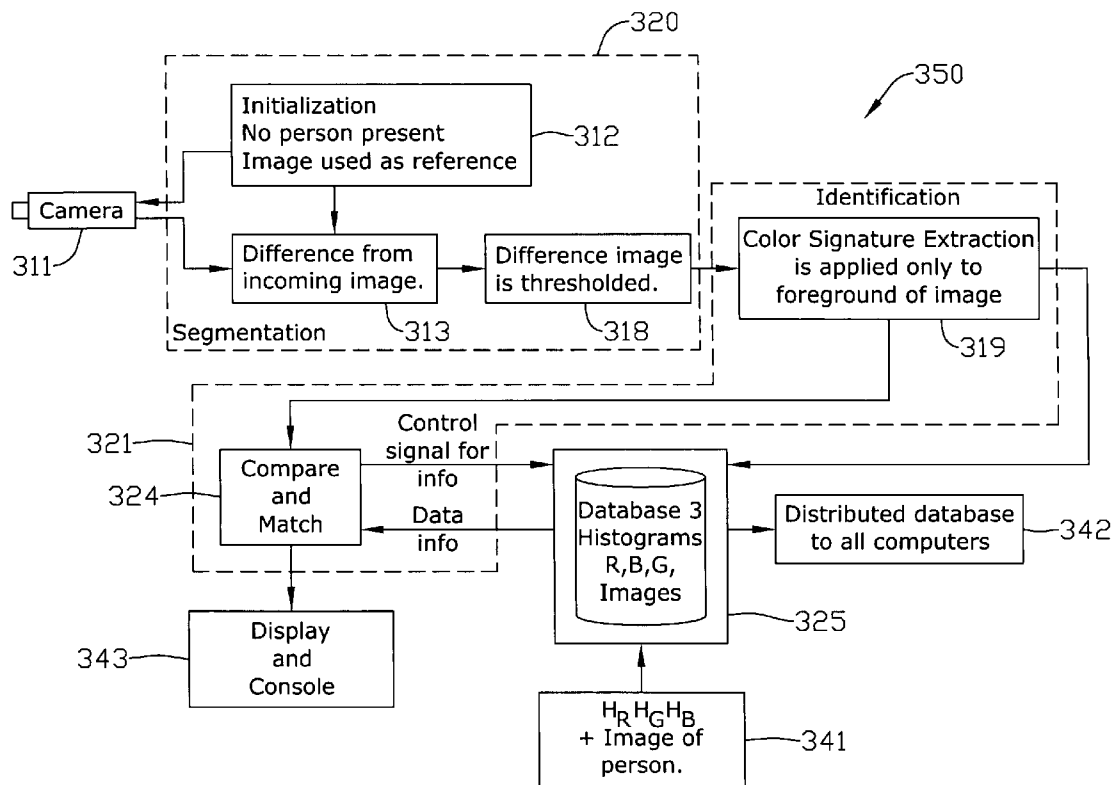 320
350
Initialization
No person present
Image used as reference
312
Camera
311
Difference from
incoming image.
313
Difference image
is thresholded.
318
Segmentation
Identification
Color Signature Extraction
is applied only to
foreground of image
319
321
Control
signal for
info
Compare
and
Match
324
Data
info
Database 3
Histograms
R,B,G,
Images
325
Distributed database
to all computers
342
Display
and
Console
343
HRHGHB
+ Image of
person.
341